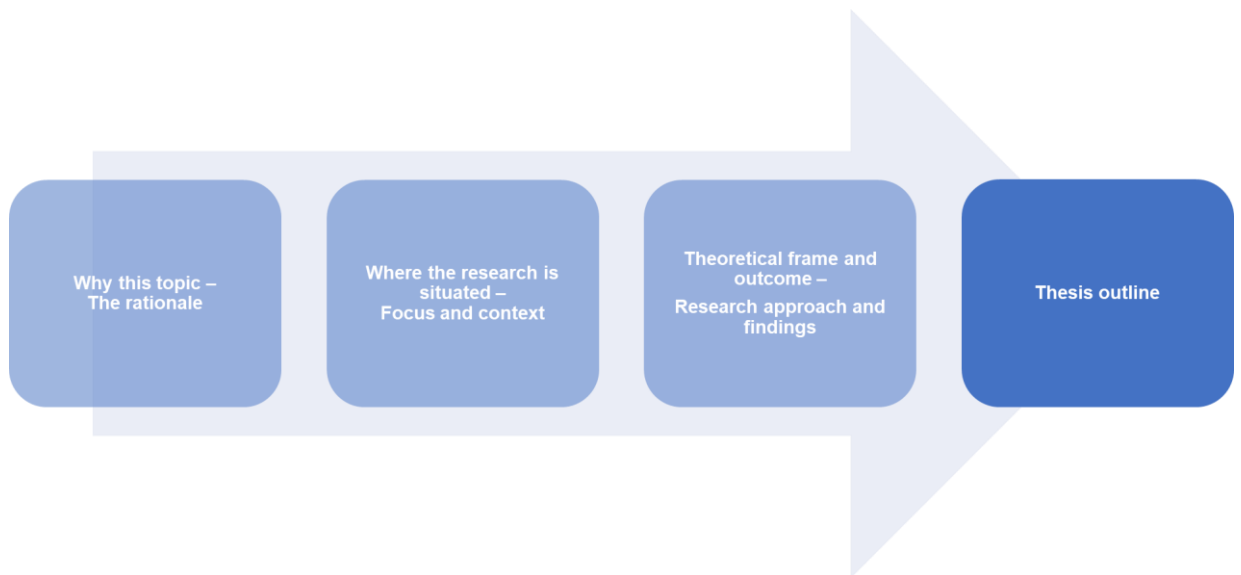 Why this topic –
The rationale
Where the research is
situated –
Focus and context
Theoretical frame and
outcome –
Research approach and
findings
Thesis outline